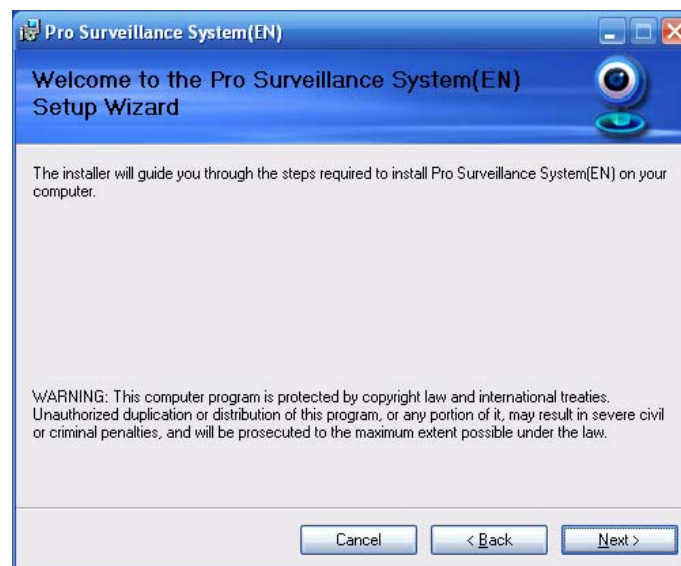 Pro Surveillance System(EN)
Welcome to the Pro Surveillance System(EN)
Setup Wizard
The installer will guide you through the steps required to install Pro Surveillance System(EN) on your
computer.
WARNING: This computer program is protected by copyright law and international treaties.
Unauthorized duplication or distribution of this program, or any portion of it, may result in severe civil
or criminal penalties, and will be prosecuted to the maximum extent possible under the law.
Cancel
< Back
Next >